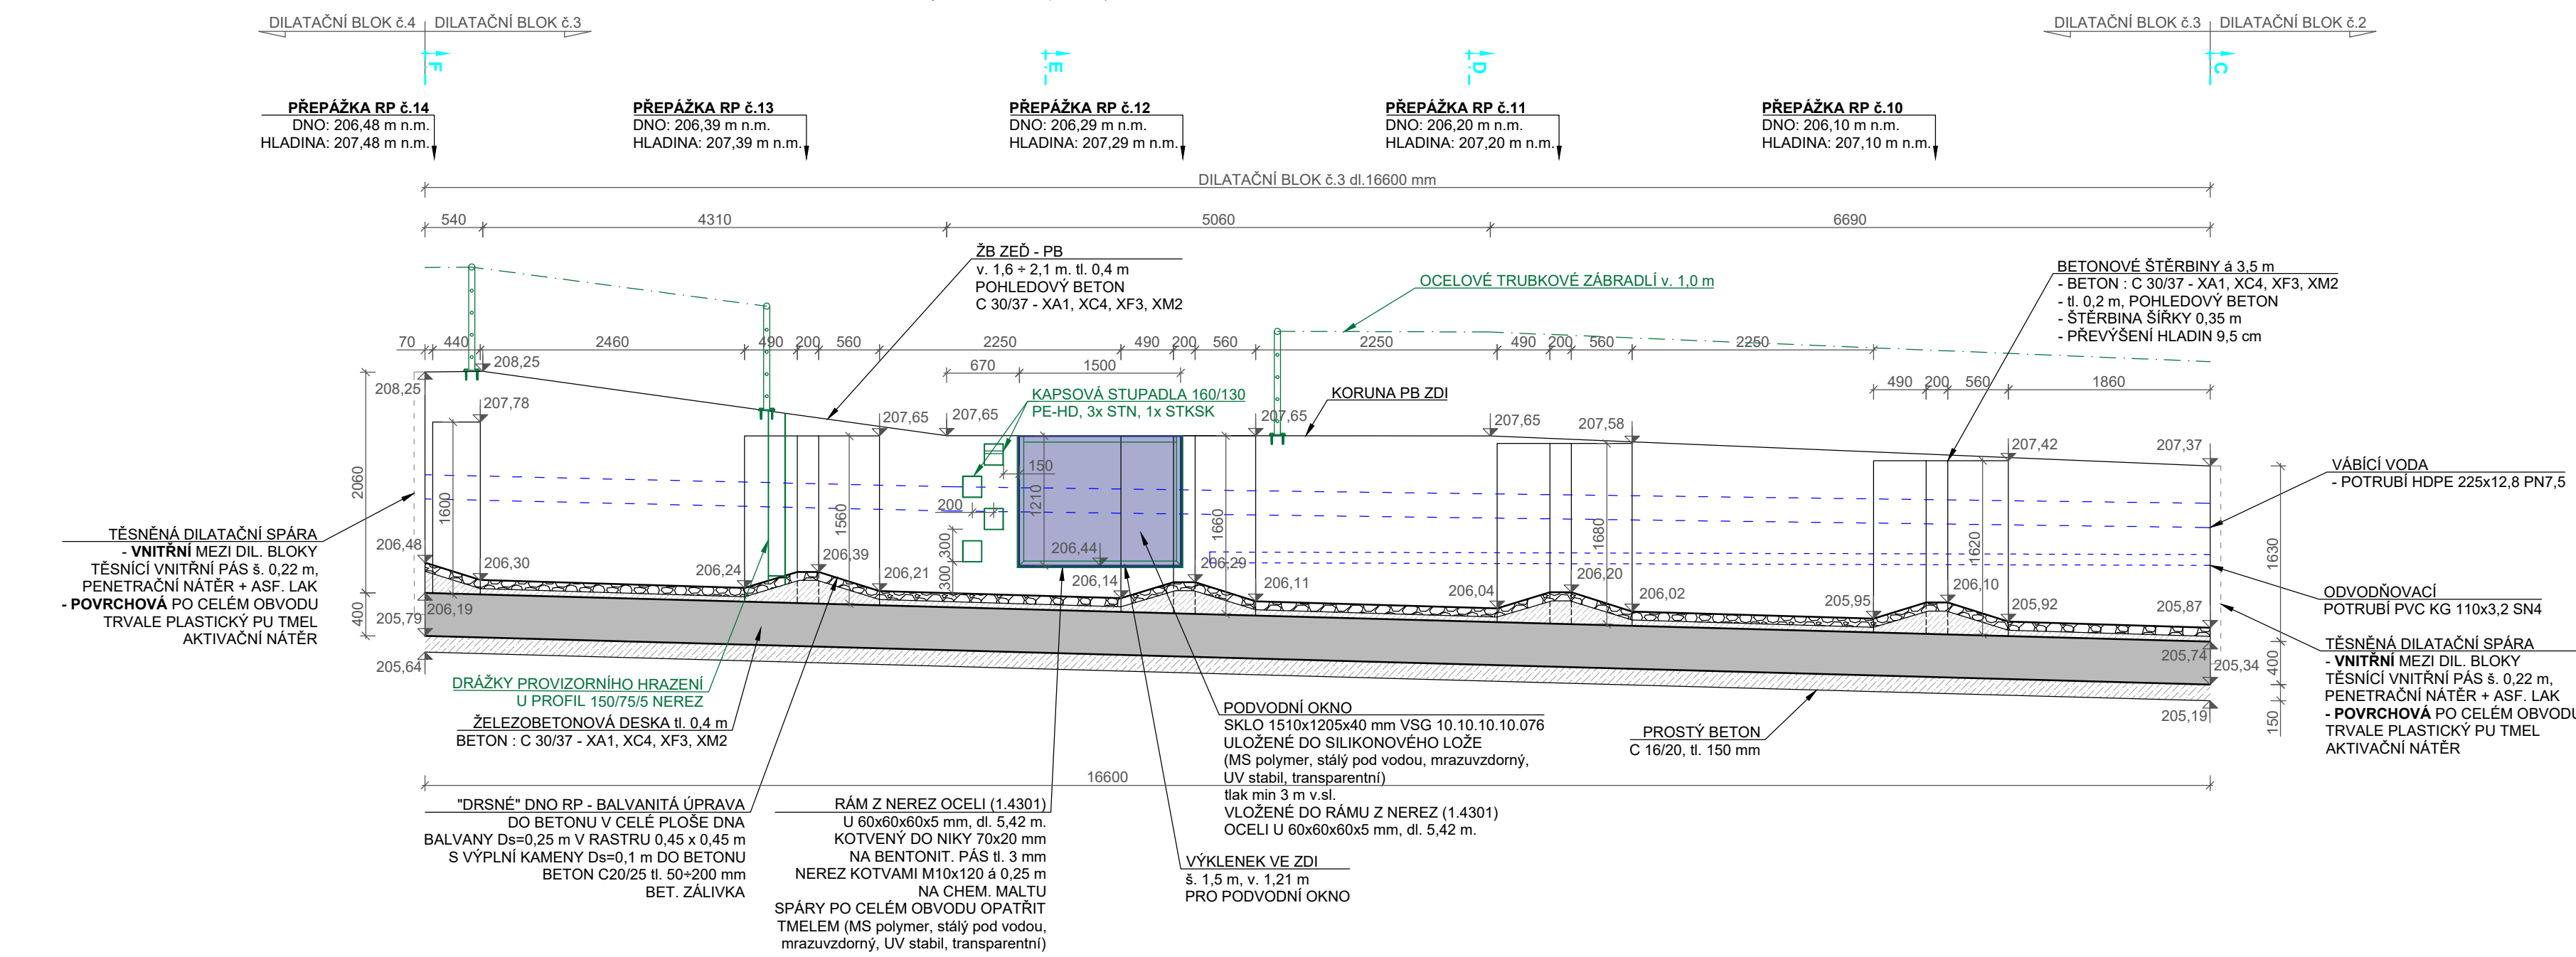 DILATAČNÍ BLOK č.4
DILATAČNÍ BLOK č.3
DILATAČNÍ BLOK č.3
DILATAČNÍ BLOK č.2
F
E
D
C
PŘEPÁŽKA RP č.14
DNO: 206,48 m n.m.
HLADINA: 207,48 m n.m.
PŘEPÁŽKA RP č.13
DNO: 206,39 m n.m.
HLADINA: 207,39 m n.m.
PŘEPÁŽKA RP č.12
DNO: 206,29 m n.m.
HLADINA: 207,29 m n.m.
PŘEPÁŽKA RP č.11
DNO: 206,20 m n.m.
HLADINA: 207,20 m n.m.
PŘEPÁŽKA RP č.10
DNO: 206,10 m n.m.
HLADINA: 207,10 m n.m.
DILATAČNÍ BLOK č.3 dl.16600 mm
540
4310
5060
6690
ŽB ZEĎ - PB
v. 1,6 ÷ 2,1 m. tl. 0,4 m
POHLEDOVÝ BETON
C 30/37 - XA1, XC4, XF3, XM2
OCELOVÉ TRUBKOVÉ ZÁBRADLÍ v. 1,0 m
BETONOVÉ ŠTĚRBINY á 3,5 m
- BETON : C 30/37 - XA1, XC4, XF3, XM2
- tl. 0,2 m, POHLEDOVÝ BETON
- ŠTĚRBINA ŠÍŘKY 0,35 m
- PŘEVÝŠENÍ HLADIN 9,5 cm
70
440
2460
490
200
560
2250
490
200
560
2250
490
200
560
2250
670
1500
490
200
560
1860
208,25
208,25
207,78
207,65
207,65
207,65
207,65
207,58
207,42
207,37
KAPSOVÁ STUPADLA 160/130
PE-HD, 3x STN, 1x STKSK
KORUNA PB ZDI
VÁBÍCÍ VODA
- POTRUBÍ HDPE 225x12,8 PN7,5
2060
1600
1560
150
1210
200
300
300
1660
1680
1620
1630
TĚSNĚNÁ DILATAČNÍ SPÁRA
- VNITŘNÍ MEZI DIL. BLOKY
TĚSNÍCÍ VNITŘNÍ PÁS š. 0,22 m,
PENETRAČNÍ NÁTĚR + ASF. LAK
- POVRCHOVÁ PO CELÉM OBVODU
TRVALE PLASTICKÝ PU TMEL
AKTIVAČNÍ NÁTĚR
206,48
206,30
206,24
206,39
206,21
206,44
206,14
206,29
206,11
206,04
206,20
206,02
205,95
206,10
205,92
205,87
400
205,79
206,19
205,64
205,74
205,34
205,19
400
150
ODVODŇOVACÍ
POTRUBÍ PVC KG 110x3,2 SN4
TĚSNĚNÁ DILATAČNÍ SPÁRA
- VNITŘNÍ MEZI DIL. BLOKY
TĚSNÍCÍ VNITŘNÍ PÁS š. 0,22 m,
PENETRAČNÍ NÁTĚR + ASF. LAK
- POVRCHOVÁ PO CELÉM OBVODU
TRVALE PLASTICKÝ PU TMEL
AKTIVAČNÍ NÁTĚR
DRÁŽKY PROVIZORNÍHO HRAZENÍ
U PROFIL 150/75/5 NEREZ
ŽELEZOBETONOVÁ DESKA tl. 0,4 m
BETON : C 30/37 - XA1, XC4, XF3, XM2
PODVODNÍ OKNO
SKLO 1510x1205x40 mm VSG 10.10.10.10.076
ULOŽENÉ DO SILIKONOVÉHO LOŽE
(MS polymer, stálý pod vodou, mrazuvzdorný,
UV stabil, transparentní)
tlak min 3 m v.sl.
VLOŽENÉ DO RÁMU Z NEREZ (1.4301)
OCELI U 60x60x60x5 mm, dl. 5,42 m.
PROSTÝ BETON
C 16/20, tl. 150 mm
16600
"DRSNÉ" DNO RP - BALVANITÁ ÚPRAVA
DO BETONU V CELÉ PLOŠE DNA
BALVANY Ds=0,25 m V RASTRU 0,45 x 0,45 m
S VÝPLNÍ KAMENY Ds=0,1 m DO BETONU
BETON C20/25 tl. 50÷200 mm
BET. ZÁLIVKA
RÁM Z NEREZ OCELI (1.4301)
U 60x60x60x5 mm, dl. 5,42 m.
KOTVENÝ DO NIKY 70x20 mm
NA BENTONIT. PÁS tl. 3 mm
NEREZ KOTVAMI M10x120 á 0,25 m
NA CHEM. MALTU
SPÁRY PO CELÉM OBVODU OPATŘIT
TMELEM (MS polymer, stálý pod vodou,
mrazuvzdorný, UV stabil, transparentní)
VÝKLENEK VE ZDI
š. 1,5 m, v. 1,21 m
PRO PODVODNÍ OKNO